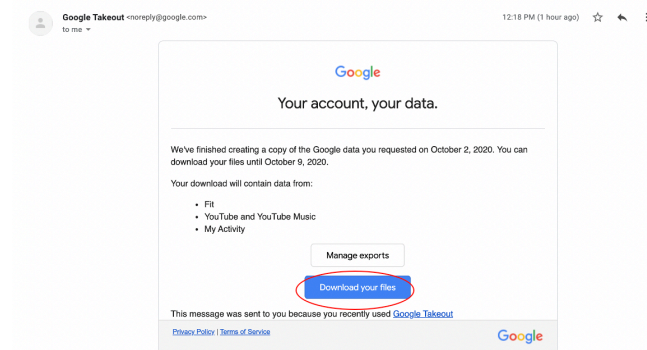 Google Takeout <noreply@google.com>
12:18 PM (1 hour ago)
to me
Google
Your account, your data.
We've finished creating a copy of the Google data you requested on October 2, 2020. You can
download your files until October 9, 2020.
Your download will contain data from:
• Fit
• YouTube and YouTube Music
• My Activity
Manage exports
Download your files
This message was sent to you because you recently used Google Takeout
Privacy Policy | Terms of Service
Google